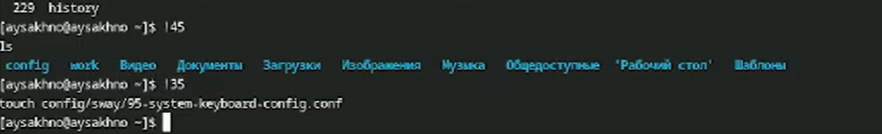 229 history
[aysakhno@aysakhno ~]$ !45
ls
config work Видео Документы Загрузки Изображения Музыка Общедоступные 'Рабочий стол' Шаблоны
[aysakhno@aysakhno ~]$ !35
touch config/sway/95-system-keyboard-config.conf
[aysakhno@aysakhno ~]$